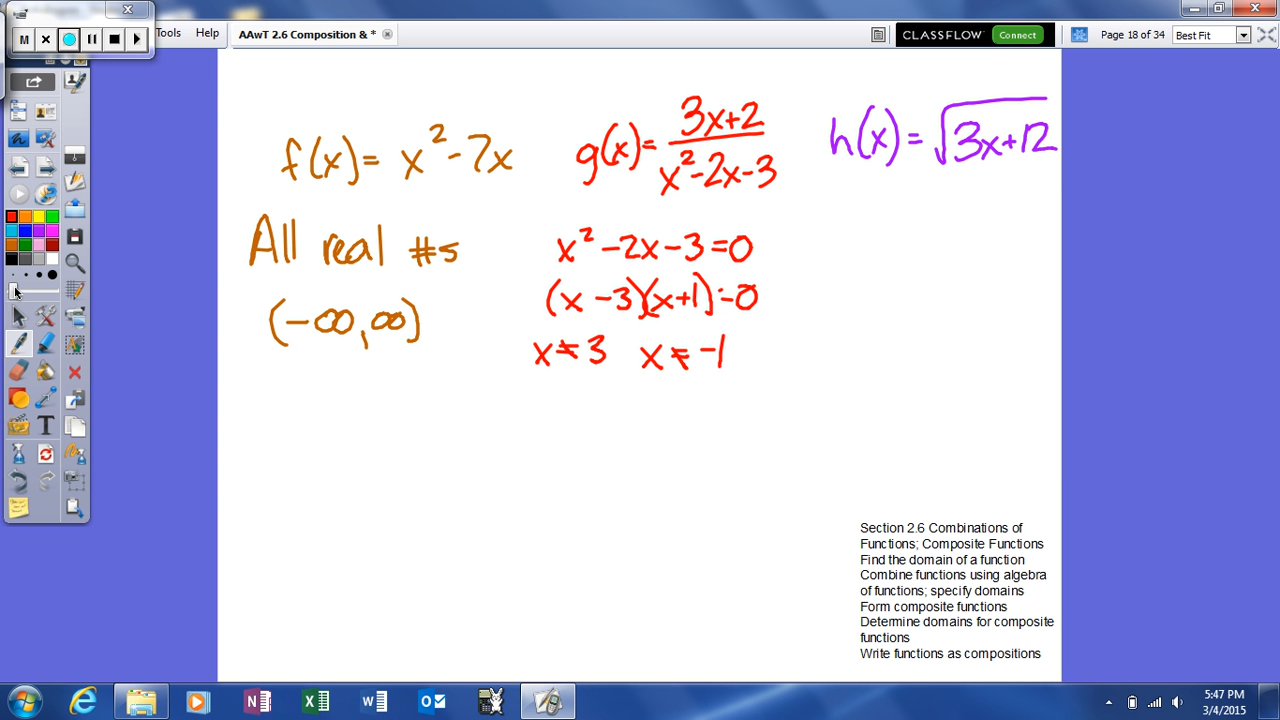 M
Tools Help
AAwT 2.6 Composition & *
CLASSFLOW Connect
Page 18 of 34 Best Fit
f(x) = x² - 7x
All real #s
(-∞, ∞)
g(x) = (3x+2)/(x²-2x-3)
x² - 2x - 3 = 0
(x - 3)(x+1) = 0
x ≠ 3 x ≠ -1
h(x) = √(3x+12)
Section 2.6 Combinations of
Functions; Composite Functions
Find the domain of a function
Combine functions using algebra
of functions; specify domains
Form composite functions
Determine domains for composite
functions
Write functions as compositions
5:47 PM
3/4/2015